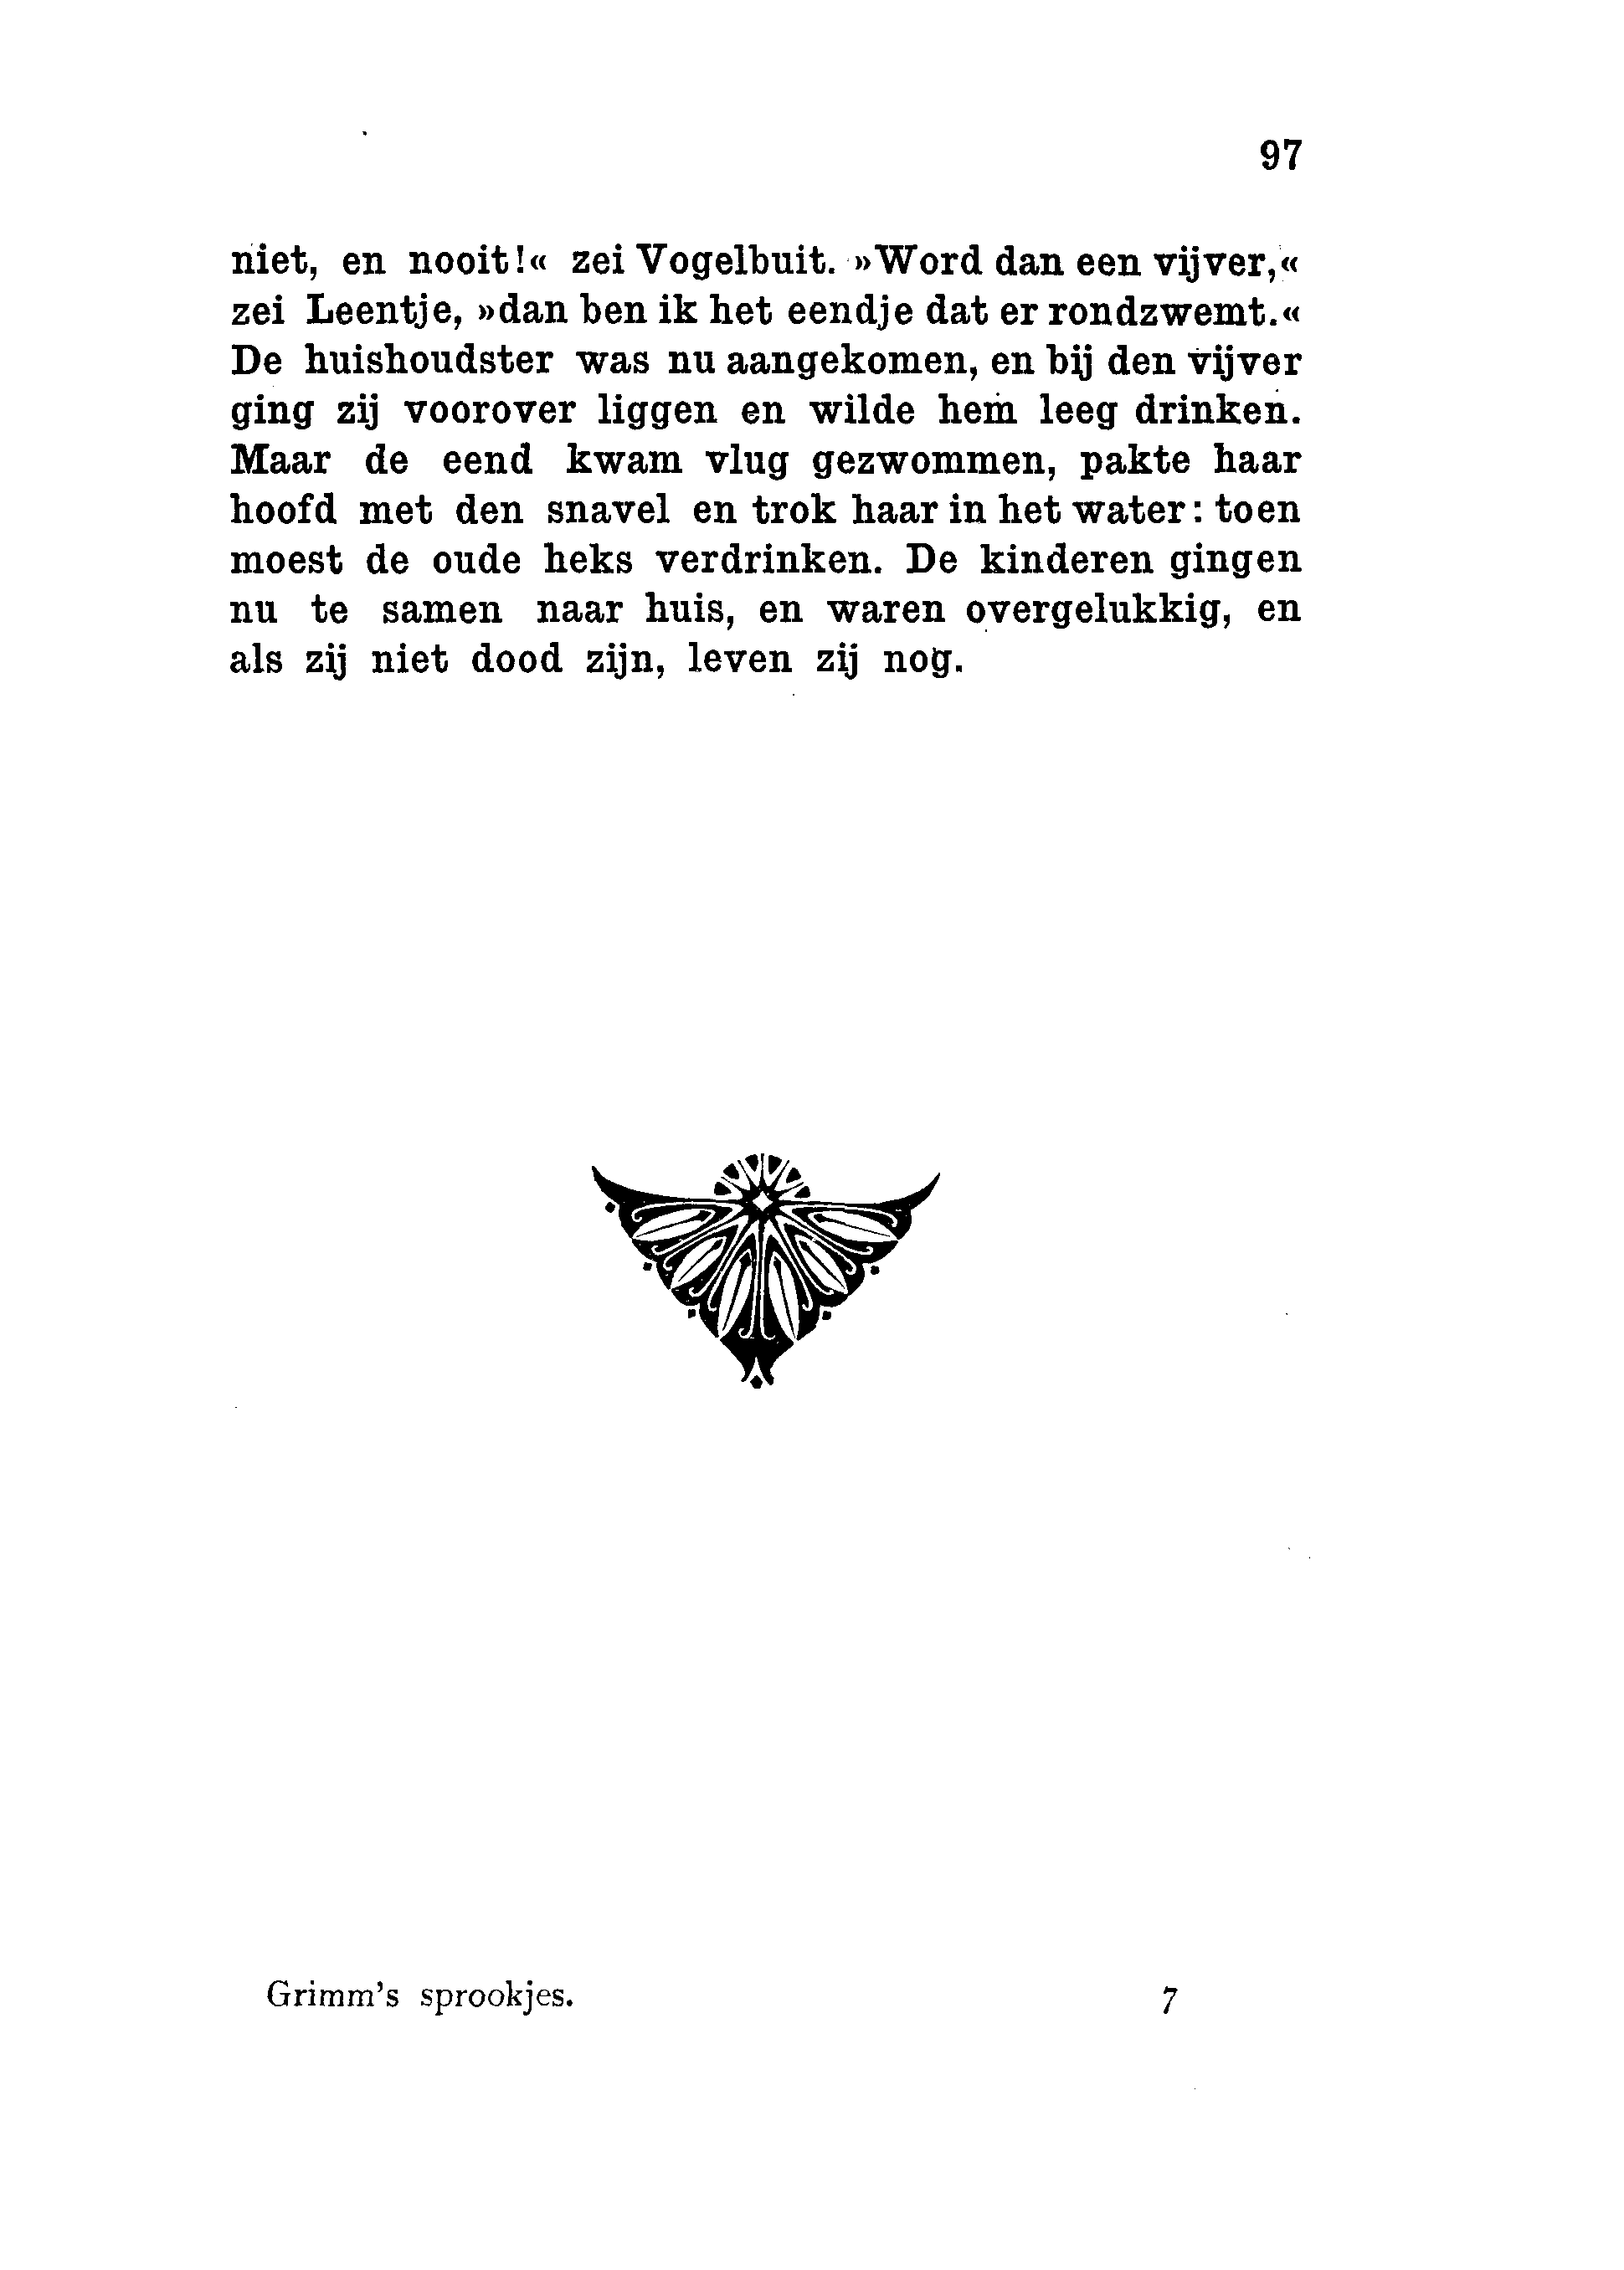 97
niet, en nooit!« zei Vogelbuit. »Word dan een vijver,«
zei Leentje, »dan ben ik het eendje dat er rondzwemt.«
De huishoudster was nu aangekomen, en bij den vijver
ging zij voorover liggen en wilde hem leeg drinken.
Maar de eend kwam vlug gezwommen, pakte haar
hoofd met den snavel en trok haar in het water: toen
moest de oude heks verdrinken. De kinderen gingen
nu te samen naar huis, en waren overgelukkig, en
als zij niet dood zijn, leven zij nog.
Grimm's sprookjes. 7